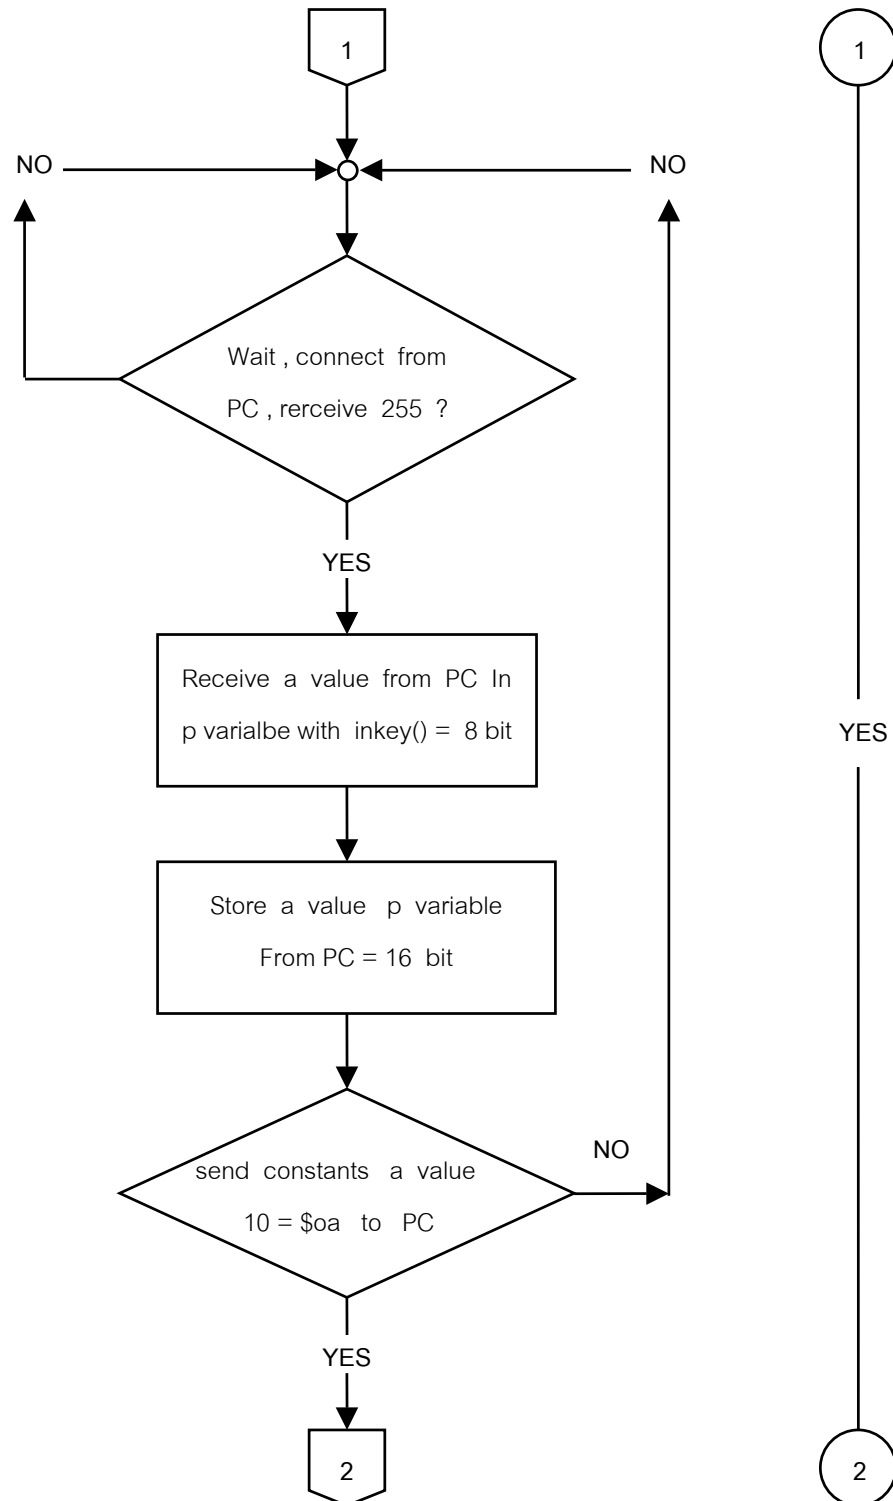 1
1
NO
NO
Wait , connect from
PC , rerceive 255 ?
YES
Receive a value from PC In
p varialbe with inkey() = 8 bit
YES
Store a value p variable
From PC = 16 bit
NO
send constants a value
10 = $oa to PC
YES
2
2